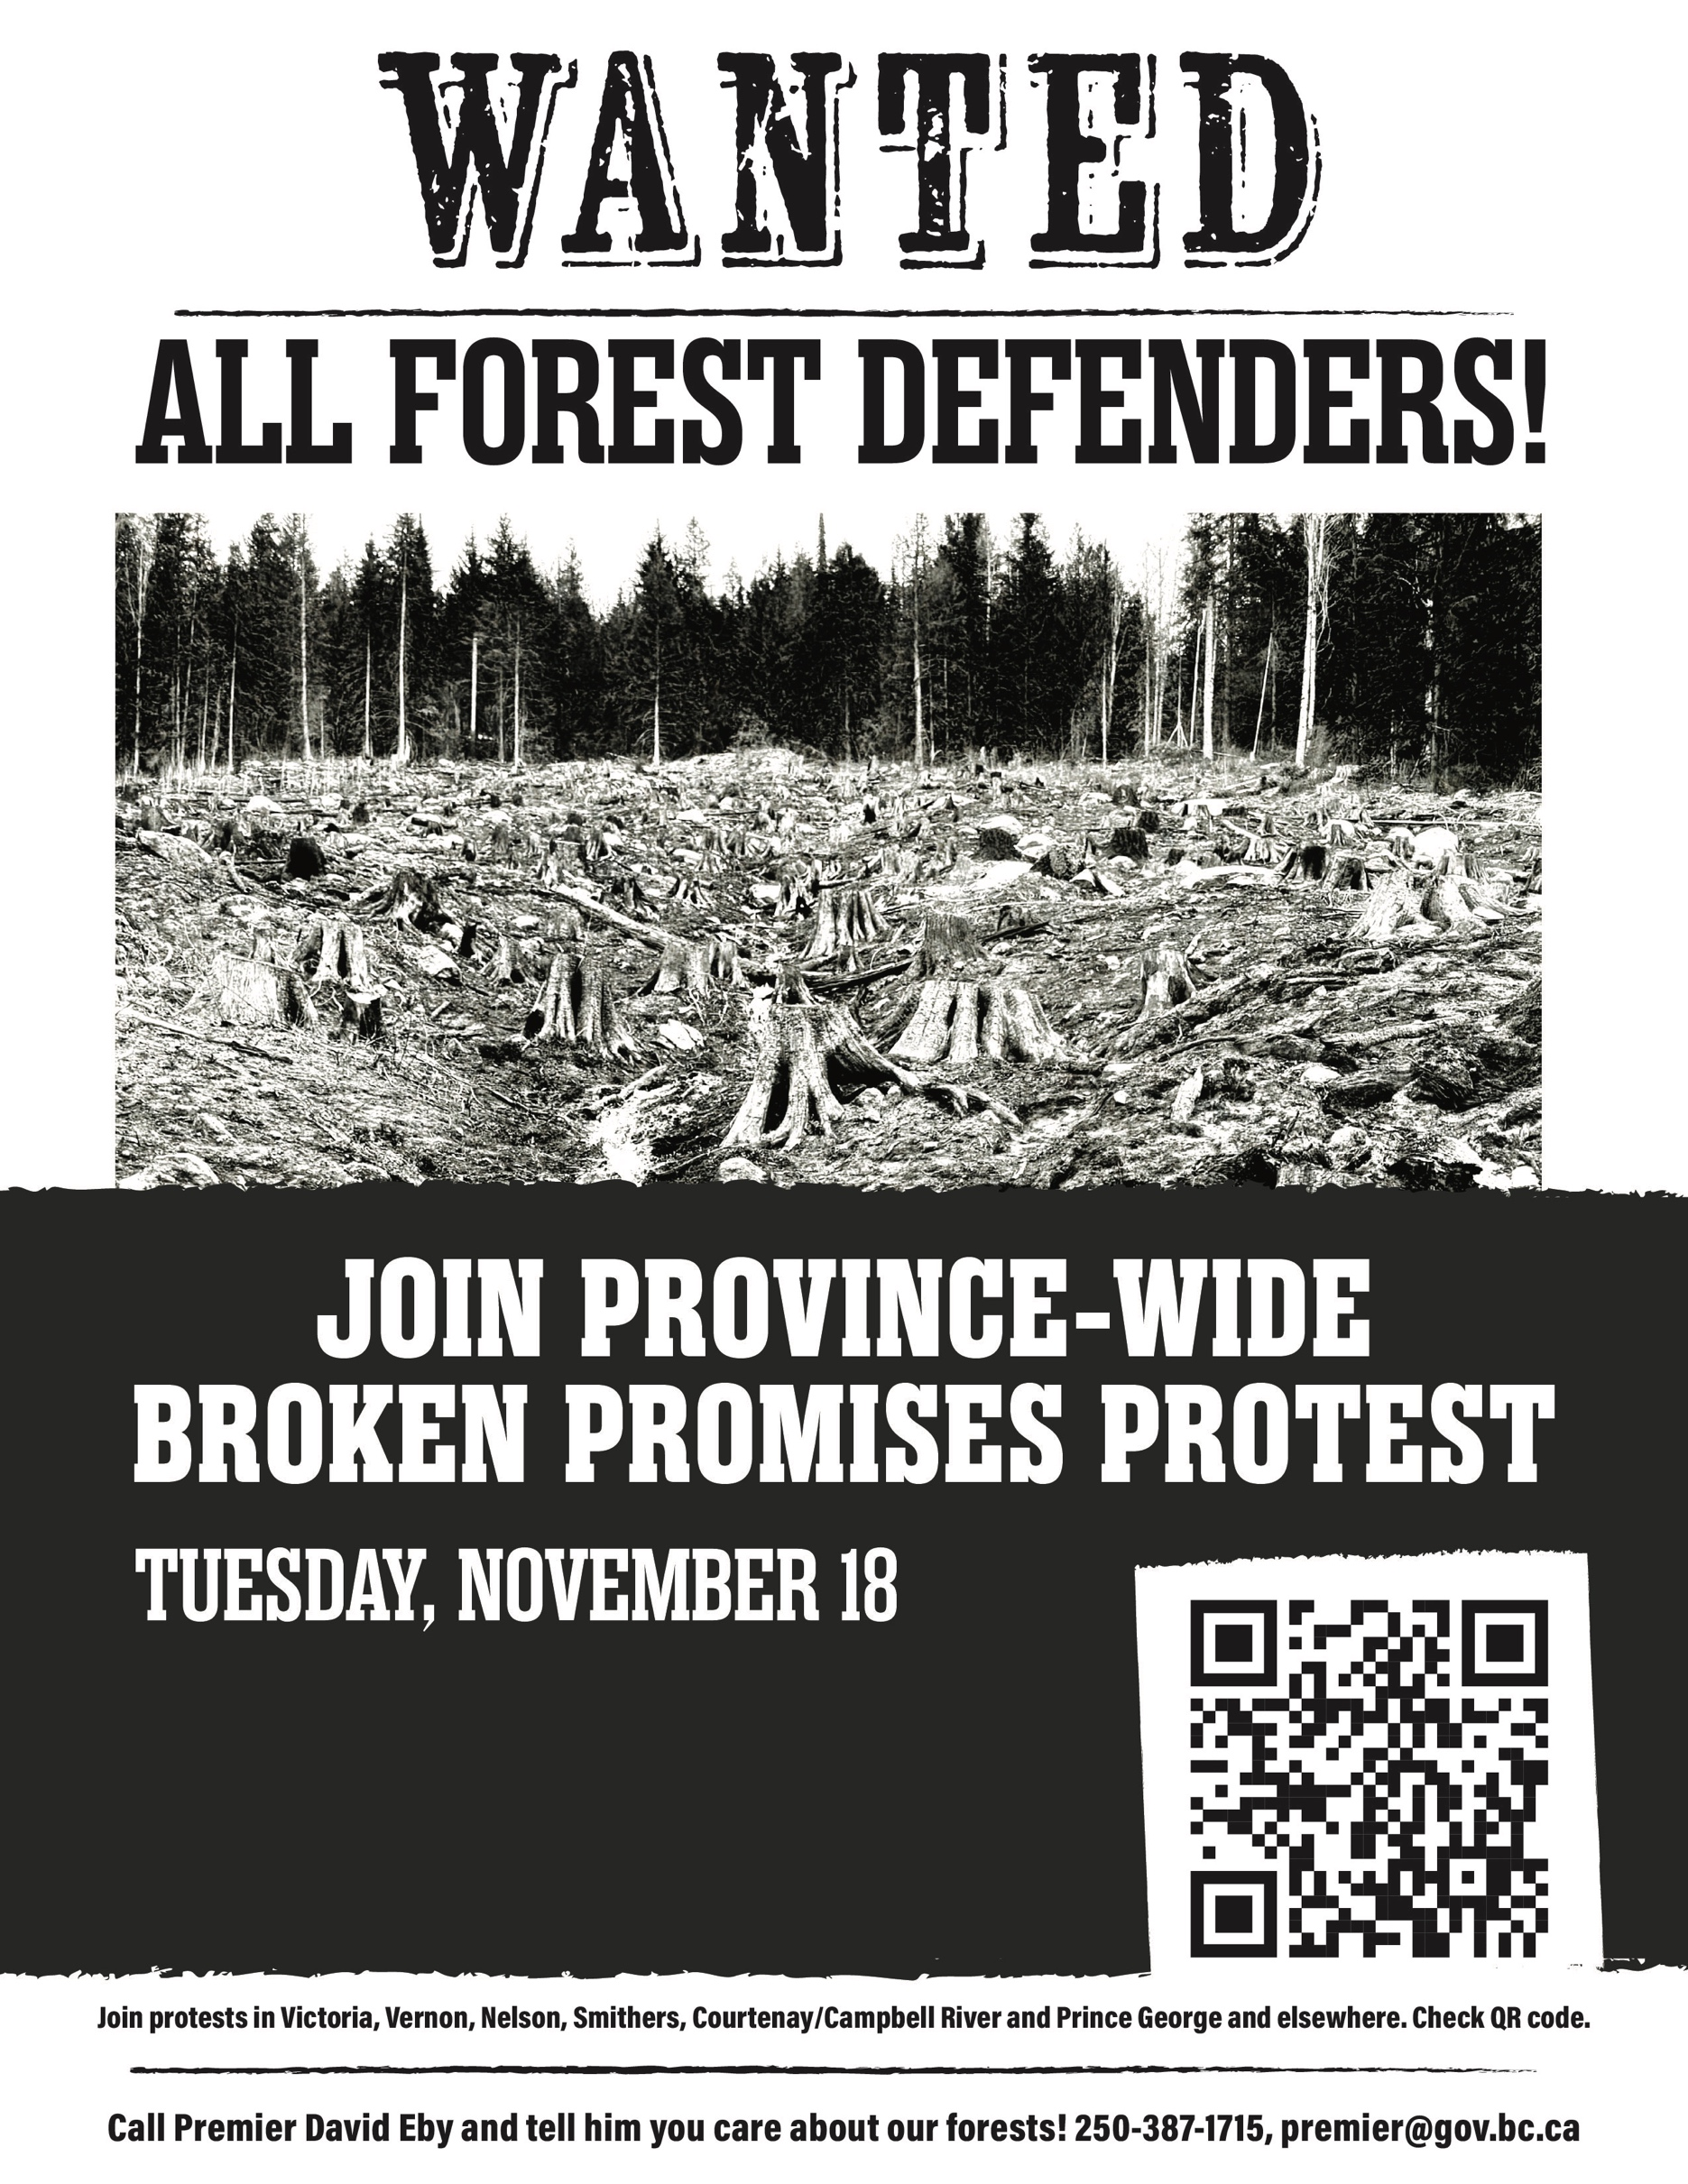 WANTED
ALL FOREST DEFENDERS!
JOIN PROVINCE-WIDE
BROKEN PROMISES PROTEST
TUESDAY, NOVEMBER 18
Join protests in Victoria, Vernon, Nelson, Smithers, Courtenay/Campbell River and Prince George and elsewhere. Check QR code.
Call Premier David Eby and tell him you care about our forests! 250-387-1715, premier@gov.bc.ca